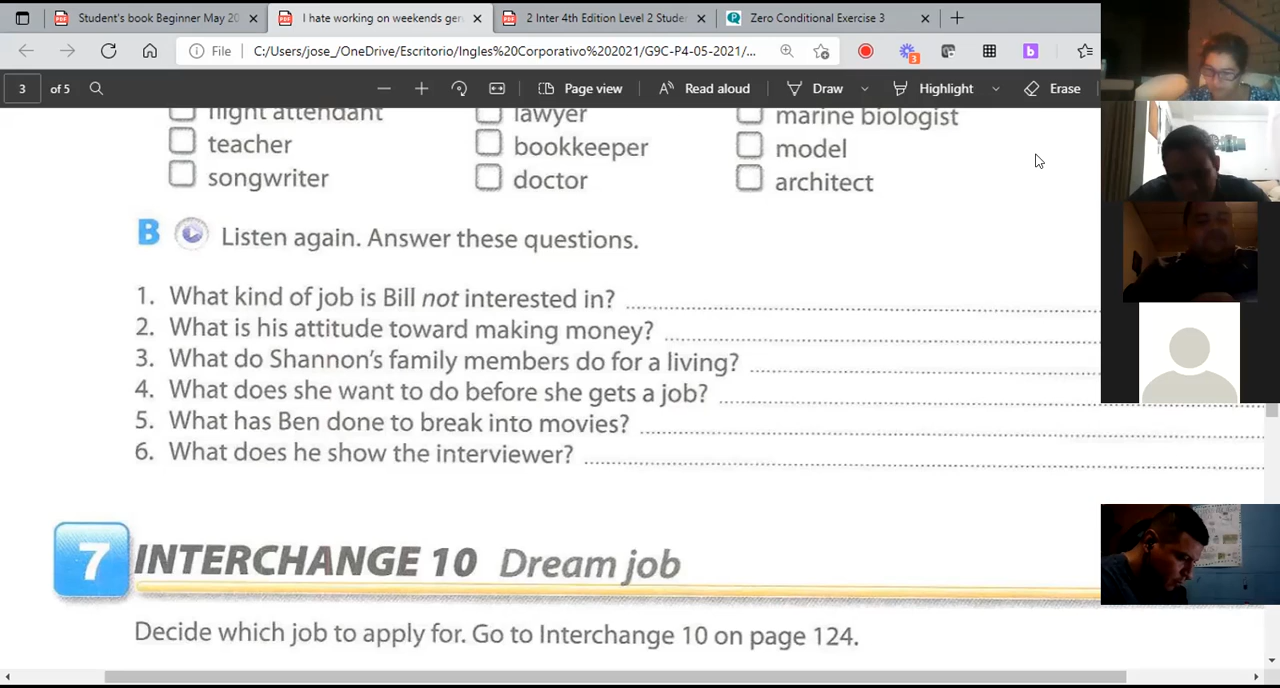 Student's book Beginner May 20
I hate working on weekends ger
2 Inter 4th Edition Level 2 Stude
Zero Conditional Exercise 3
File C:/Users/jose_/OneDrive/Escritorio/Ingles%20Corporativo%202021/G9C-P4-05-2021/...
3
3 of 5 Page view Read aloud Draw Highlight Erase
flight attendant lawyer marine biologist
teacher bookkeeper model
songwriter doctor architect
B Listen again. Answer these questions.
1. What kind of job is Bill not interested in?
2. What is his attitude toward making money?
3. What do Shannon's family members do for a living?
4. What does she want to do before she gets a job?
5. What has Ben done to break into movies?
6. What does he show the interviewer?
7 INTERCHANGE 10 Dream job
Decide which job to apply for. Go to Interchange 10 on page 124.